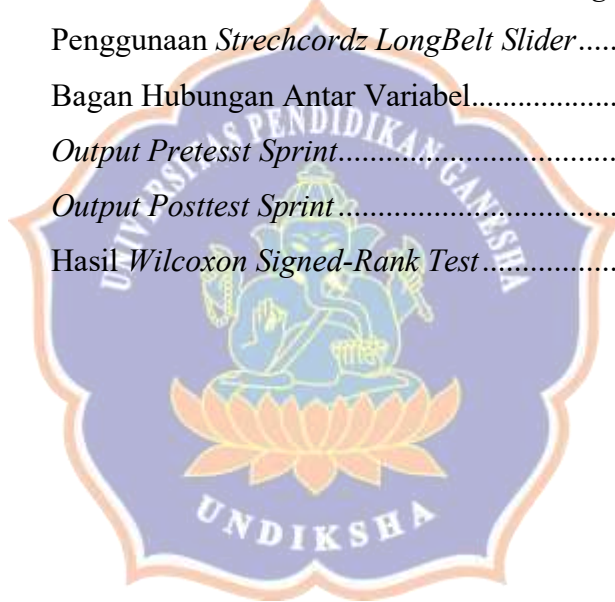 Penggunaan Strechcordz LongBelt Slider.....
Bagan Hubungan Antar Variabel.................
Output Pretesst Sprint.................................
Output Posttest Sprint.................................
Hasil Wilcoxon Signed-Rank Test................
UNIVERSITAS PENDIDIKAN GANESHA
UNDIKSHA